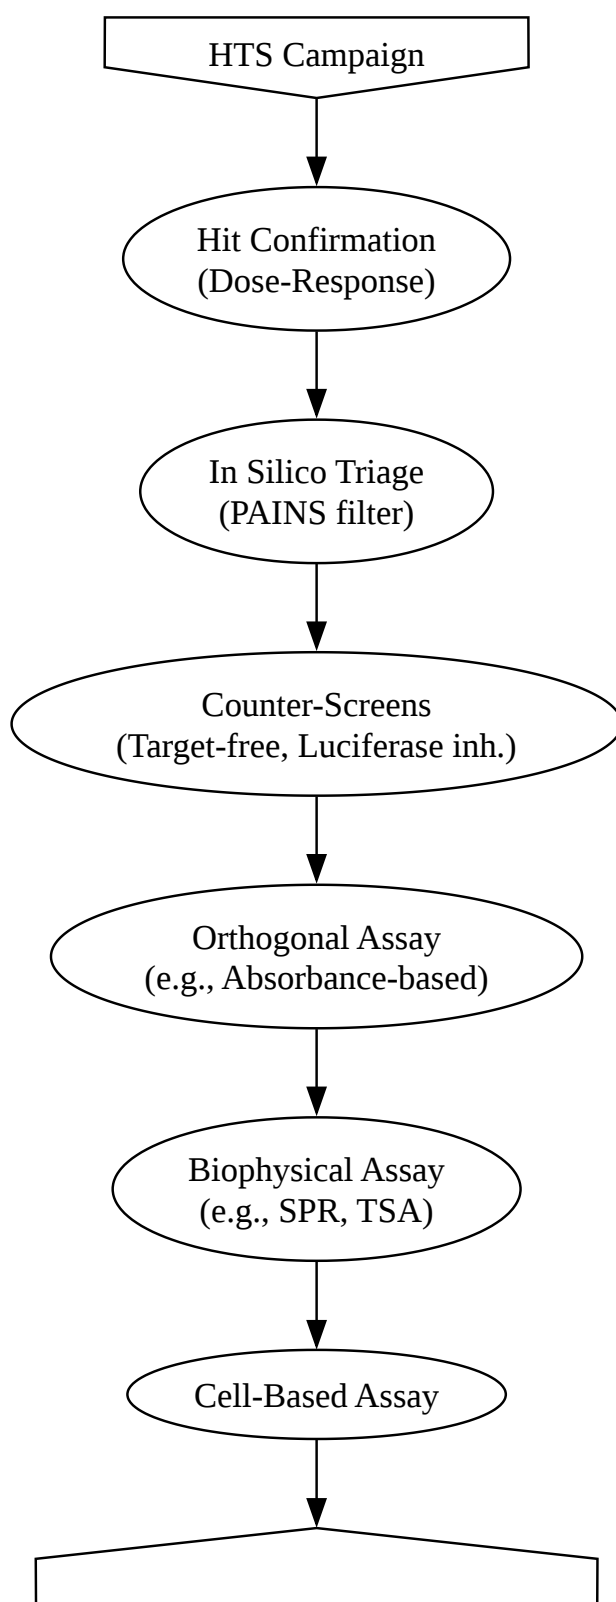 HTS Campaign
Hit Confirmation
(Dose-Response)
In Silico Triage
(PAINS filter)
Counter-Screens
(Target-free, Luciferase inh.)
Orthogonal Assay
(e.g., Absorbance-based)
Biophysical Assay
(e.g., SPR, TSA)
Cell-Based Assay